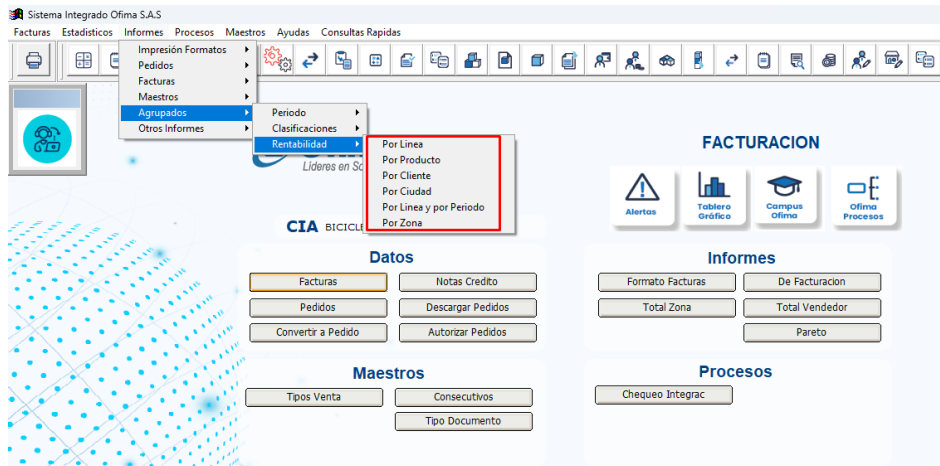 Sistema Integrado Ofima S.A.S
Facturas Estadisticos Informes Procesos Maestros Ayudas Consultas Rapidas
Impresión Formatos
Pedidos
Facturas
Maestros
Agrupados
Otros Informes
Periodo
Clasificaciones
Rentabilidad
Por Linea
Por Producto
Por Cliente
Por Ciudad
Por Linea y por Periodo
Por Zona
Lideres en
CIA
FACTURACION
Alertas
Tablero Gráfico
Campus Ofima
Ofima Procesos
Datos
Facturas Notas Credito
Pedidos Descargar Pedidos
Convertir a Pedido Autorizar Pedidos
Informes
Formato Facturas De Facturacion
Total Zona Total Vendedor
Pareto
Maestros
Tipos Venta Consecutivos
Tipo Documento
Procesos
Chequeo Integrac